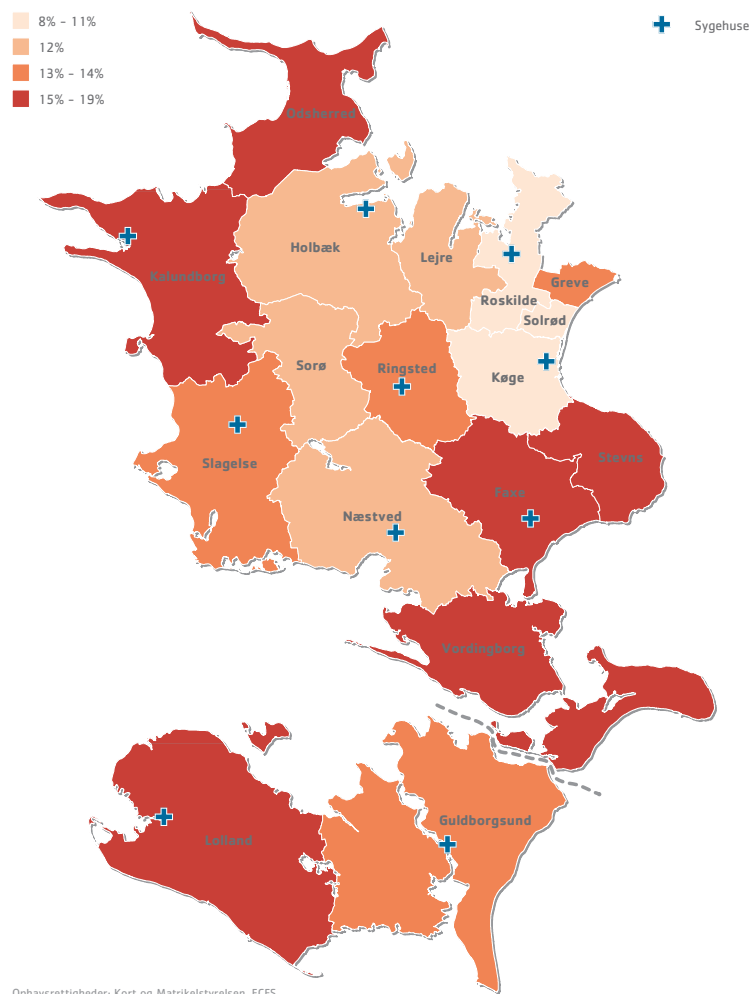 8% - 11%
12%
13% - 14%
15% - 19%
Sygehuse
Odsherred
Holbæk
Lejre
Kalundborg
Greve
Roskilde
Solrød
Sorø
Ringsted
Køge
Slagelse
Stevns
Faxe
Næstved
Vordingborg
Guldborgsund
Lolland
Ophavsrettigheder: Kort og Matrikelstyrelsen, ECES